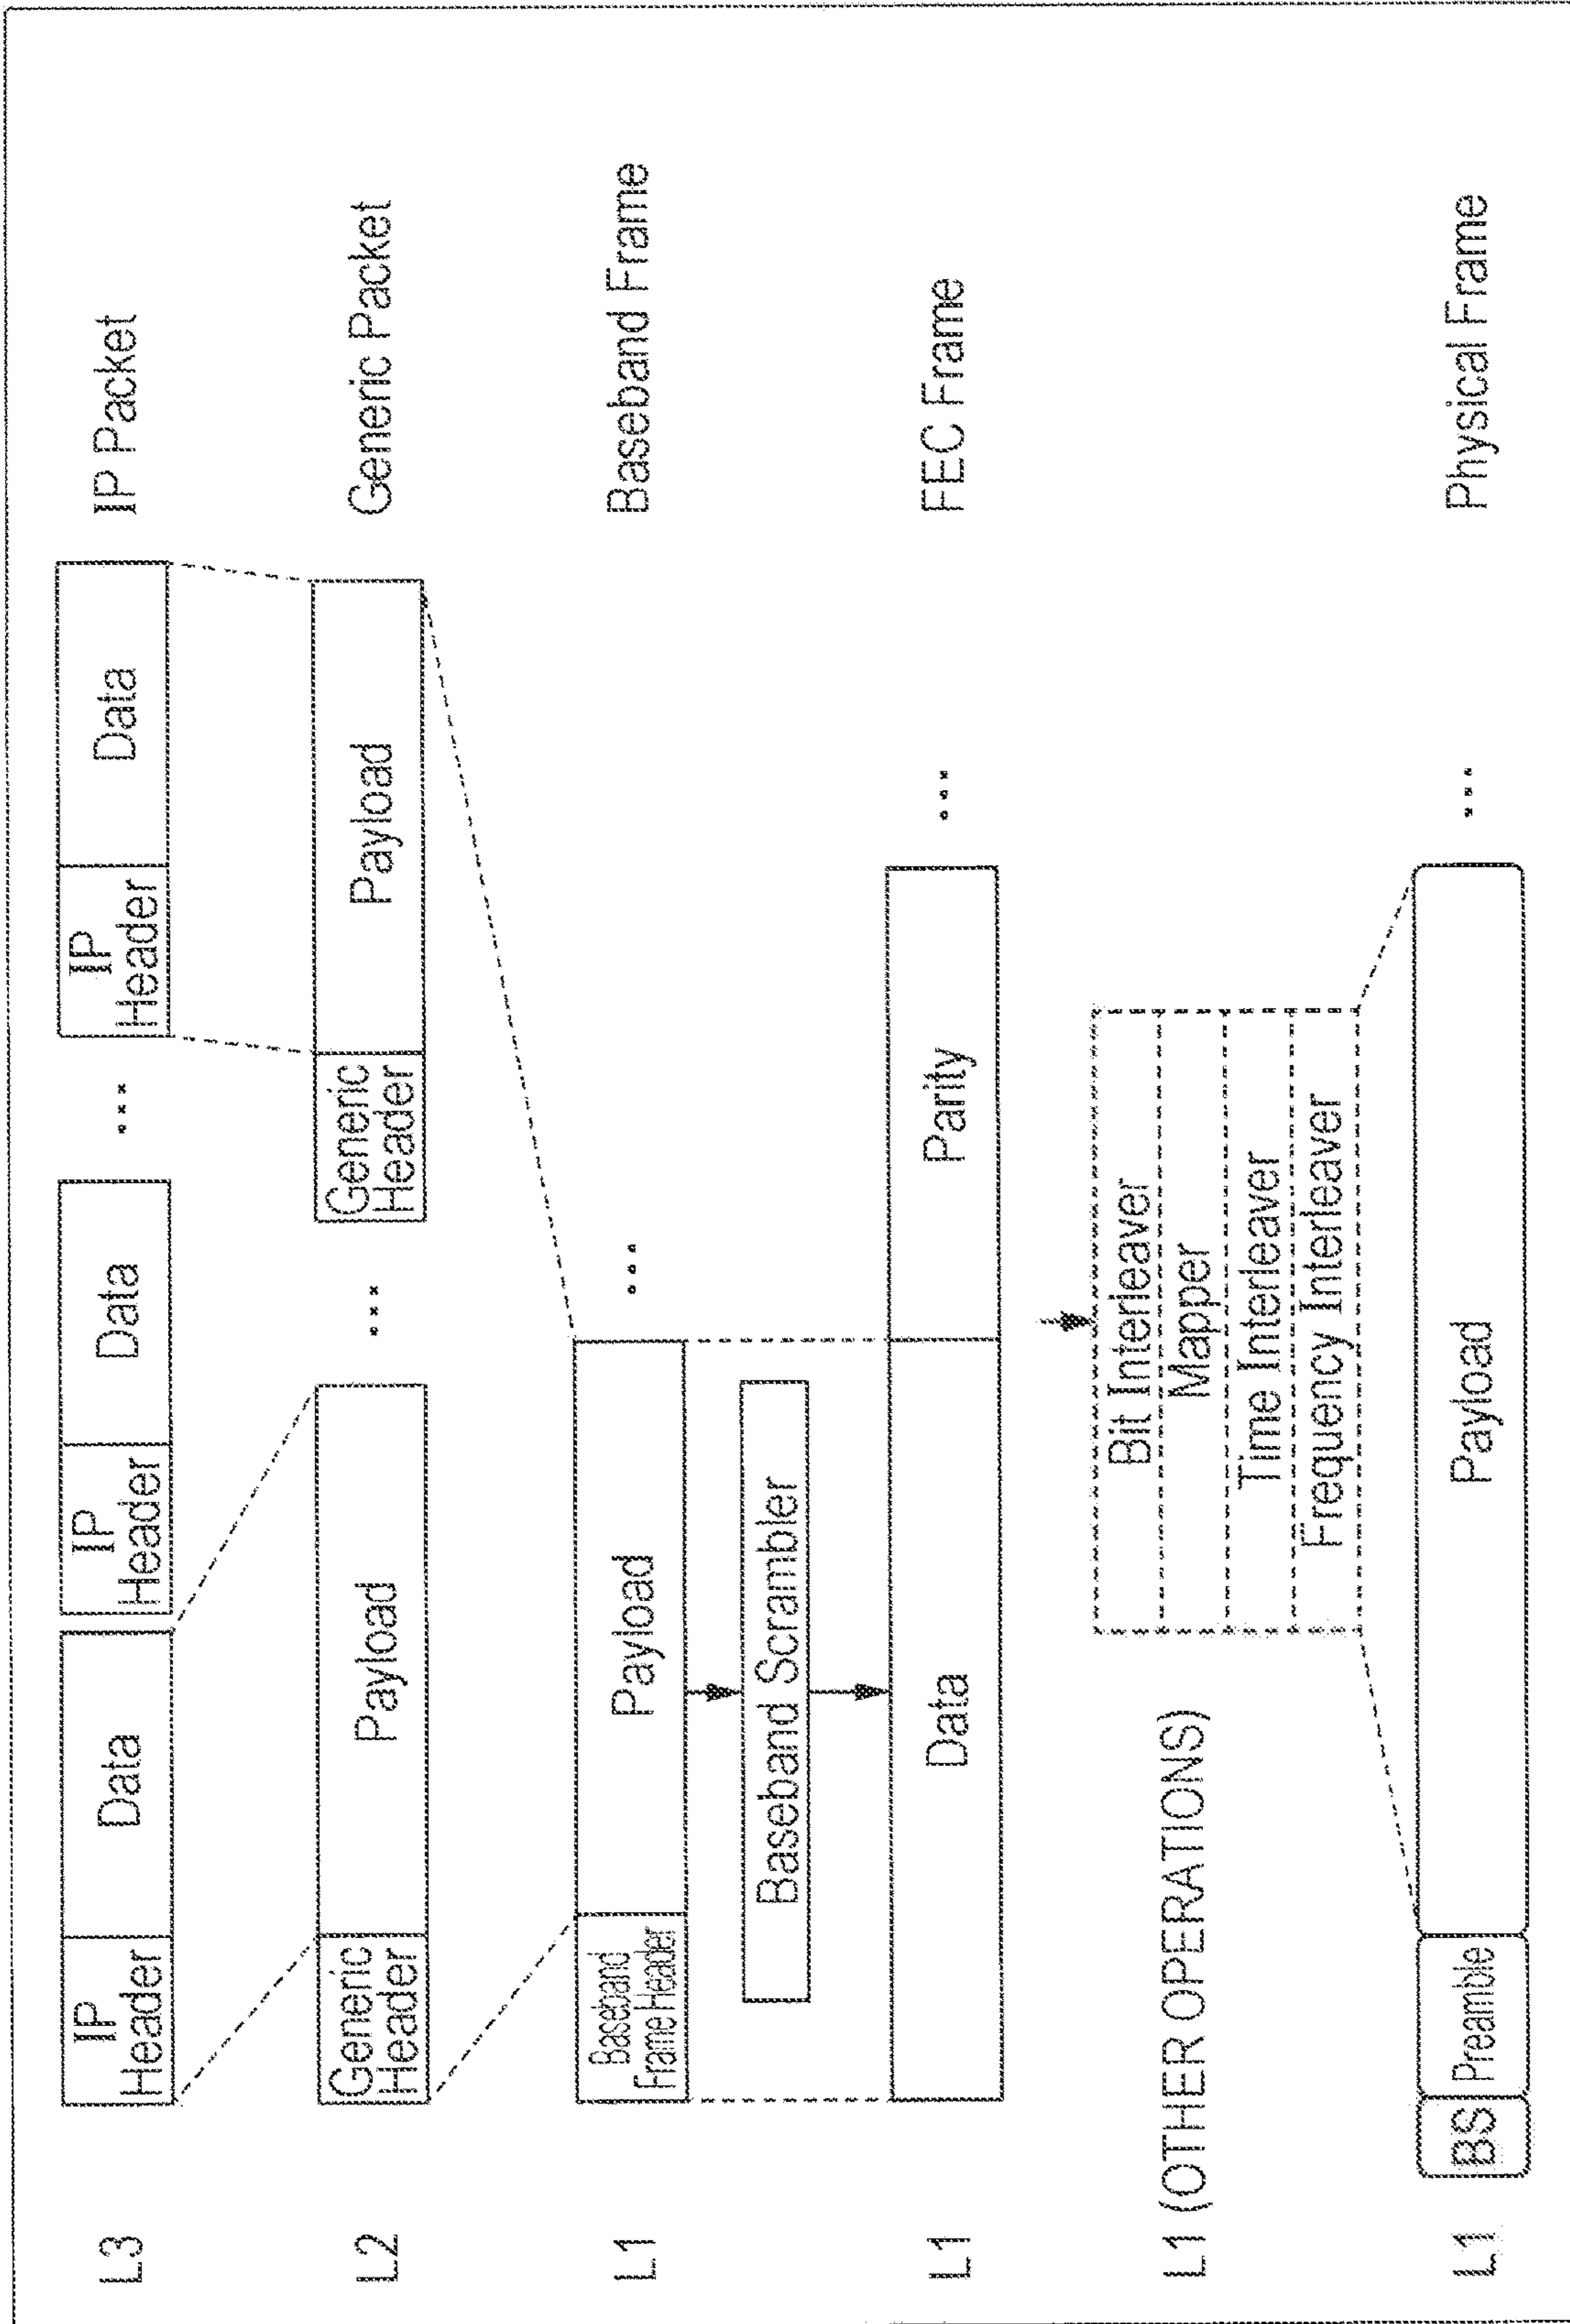 L3
IP
Header
Data
IP
Header
Data
...
IP
Header
Data
IP Packet
L2
Generic
Header
Payload
...
Generic
Header
Payload
Generic Packet
L1
Baseband
Frame Header
Payload
...
Baseband Frame
Baseband Scrambler
L1
Data
Parity
...
FEC Frame
L1 (OTHER OPERATIONS)
Bit Interleaver
Mapper
Time Interleaver
Frequency Interleaver
L1
BS
Preamble
Payload
...
Physical Frame